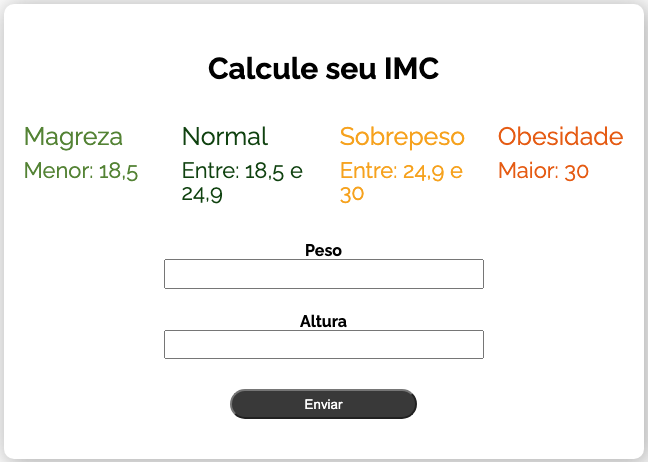 Calcule seu IMC
Magreza
Menor: 18,5
Normal
Entre: 18,5 e
24,9
Sobrepeso
Entre: 24,9 e
30
Obesidade
Maior: 30
Peso
Altura
Enviar